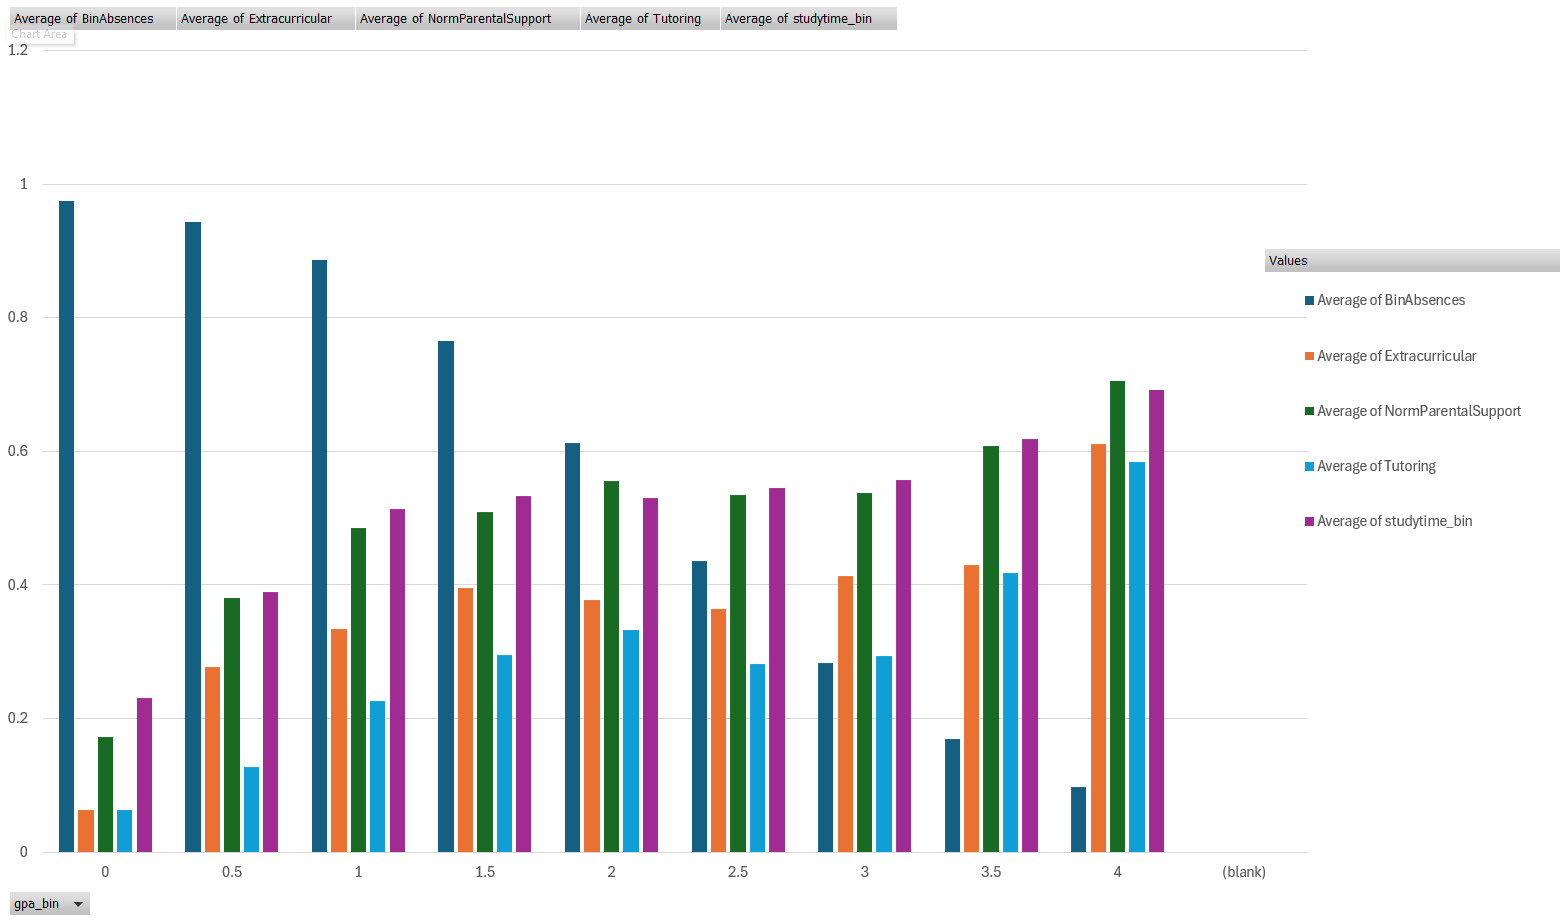 Average of BinAbsences Average of Extracurricular Average of NormParentalSupport Average of Tutoring Average of studytime_bin
Chart Area
1.2
1
0.8
0.6
0.4
0.2
0
0 0.5 1 1.5 2 2.5 3 3.5 4 (blank)
Values
Average of BinAbsences
Average of Extracurricular
Average of NormParentalSupport
Average of Tutoring
Average of studytime_bin
gpa_bin